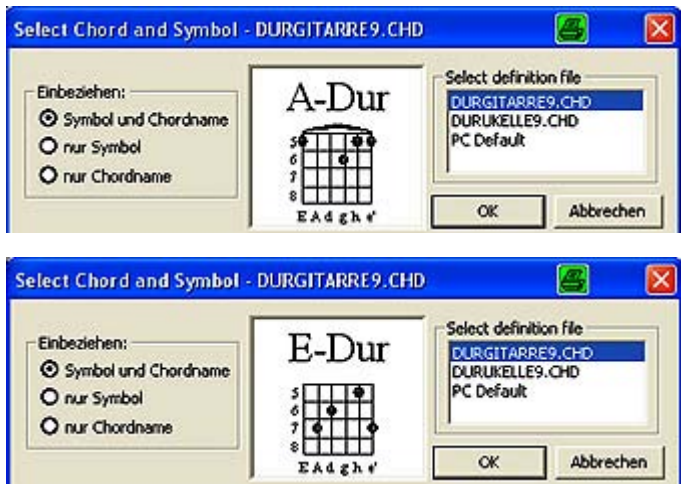 Select Chord and Symbol - DURGITARRE9.CHD
Einbeziehen:
Symbol und Chordname
nur Symbol
nur Chordname
A-Dur
5
6
7
8
E A d g h e'
Select definition file
DURGITARRE9.CHD
DURUKELLE9.CHD
PC Default
OK
Abbrechen
Select Chord and Symbol - DURGITARRE9.CHD
Einbeziehen:
Symbol und Chordname
nur Symbol
nur Chordname
E-Dur
5
6
7
8
E A d g h e'
Select definition file
DURGITARRE9.CHD
DURUKELLE9.CHD
PC Default
OK
Abbrechen